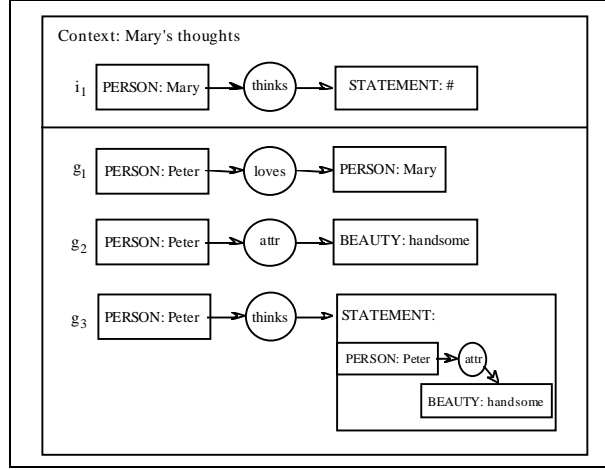 Context: Mary's thoughts
i1 PERSON: Mary thinks STATEMENT: #
g1 PERSON: Peter loves PERSON: Mary
g2 PERSON: Peter attr BEAUTY: handsome
g3 PERSON: Peter thinks STATEMENT:
PERSON: Peter attr
BEAUTY: handsome